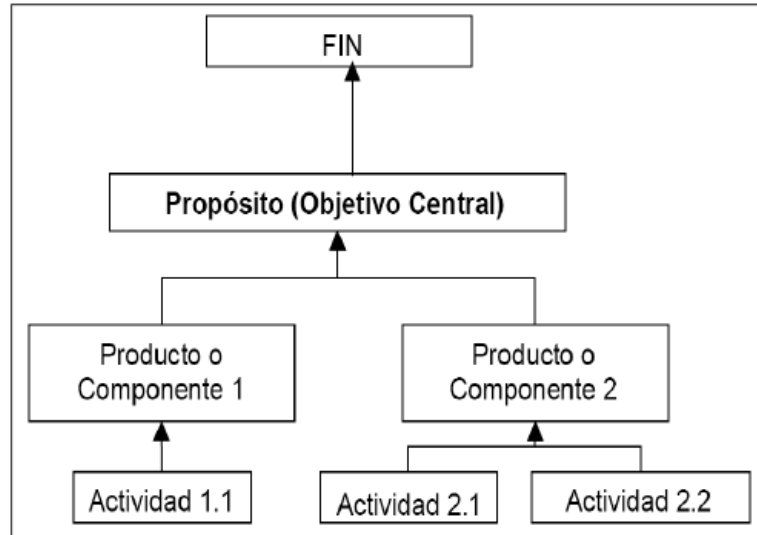 FIN
Propósito (Objetivo Central)
Producto o
Componente 1
Producto o
Componente 2
Actividad 1.1
Actividad 2.1
Actividad 2.2